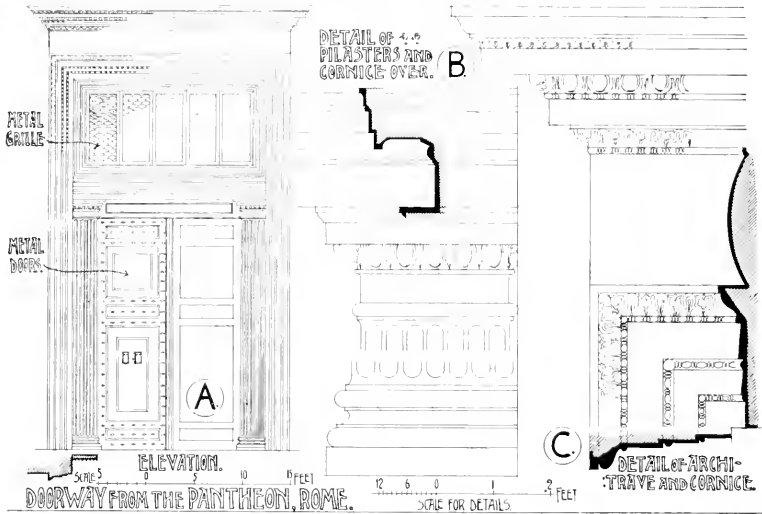 METAL
GRILLE
METAL
DOORS.
A.
ELEVATION.
SCALE 5 0 5 10 15 FEET
DOORWAY FROM THE PANTHEON, ROME.
DETAIL OF
PILASTERS AND
CORNICE OVER.
B.
12 6 0 1 2 FEET
SCALE FOR DETAILS.
C.
DETAIL OF ARCHI-
TRAVE AND CORNICE.